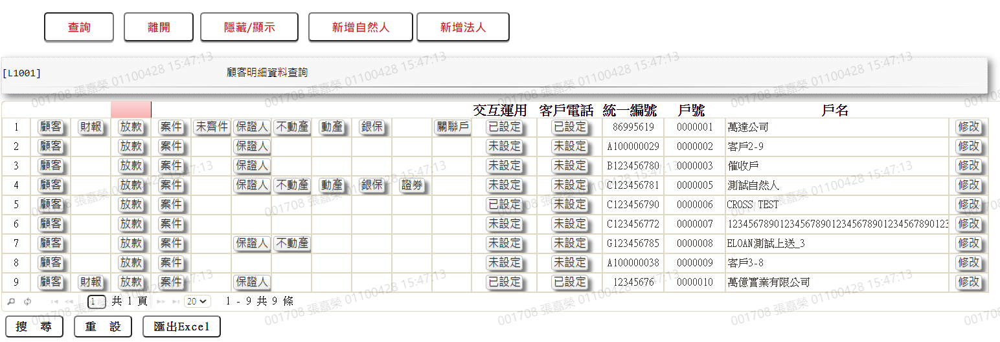 查詢 離開 隱藏/顯示 新增自然人 新增法人
[L1001] 顧客明細資料查詢
交互運用 客戶電話 統一編號 戶號 戶名
1 顧客 財報 放款 案件 未齊件 保證人 不動產 動產 銀保 關聯戶 已設定 已設定 86995619 0000001 萬達公司 修改
2 顧客 放款 案件 保證人 未設定 未設定 A100000029 0000002 客戶2-9 修改
3 顧客 放款 案件 保證人 未設定 未設定 B123456780 0000003 催收戶 修改
4 顧客 放款 案件 保證人 不動產 動產 銀保 證券 未設定 未設定 C123456781 0000005 測試自然人 修改
5 顧客 放款 案件 已設定 未設定 C123456790 0000006 CROSS TEST 修改
6 顧客 放款 案件 未設定 未設定 C123456772 0000007 1234567890123456789012345678901234567890123 修改
7 顧客 放款 案件 保證人 不動產 未設定 未設定 G123456785 0000008 ELOAN測試上送_3 修改
8 顧客 放款 案件 未設定 未設定 A100000038 0000009 客戶3-8 修改
9 顧客 財報 放款 案件 保證人 已設定 已設定 12345676 0000010 萬億實業有限公司 修改
1 共 1 頁 20 1 - 9 共 9 條
搜 尋 重 設 匯出Excel
001708 張嘉榮 01100428 15:47:13